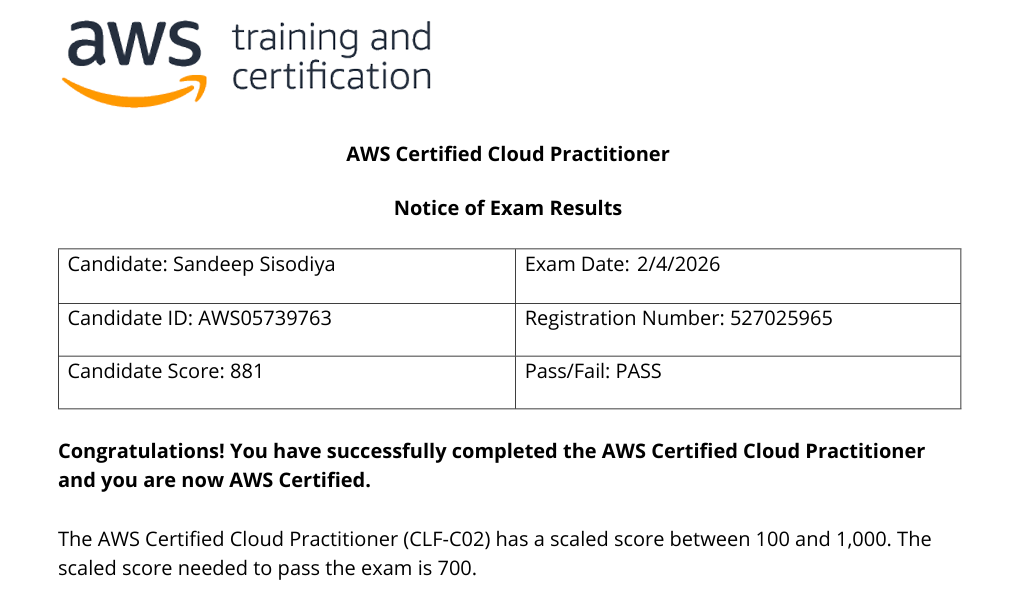 aws training and
certification
AWS Certified Cloud Practitioner
Notice of Exam Results
Candidate: Sandeep Sisodiya
Exam Date: 2/4/2026
Candidate ID: AWS05739763
Registration Number: 527025965
Candidate Score: 881
Pass/Fail: PASS
Congratulations! You have successfully completed the AWS Certified Cloud Practitioner
and you are now AWS Certified.
The AWS Certified Cloud Practitioner (CLF-C02) has a scaled score between 100 and 1,000. The
scaled score needed to pass the exam is 700.